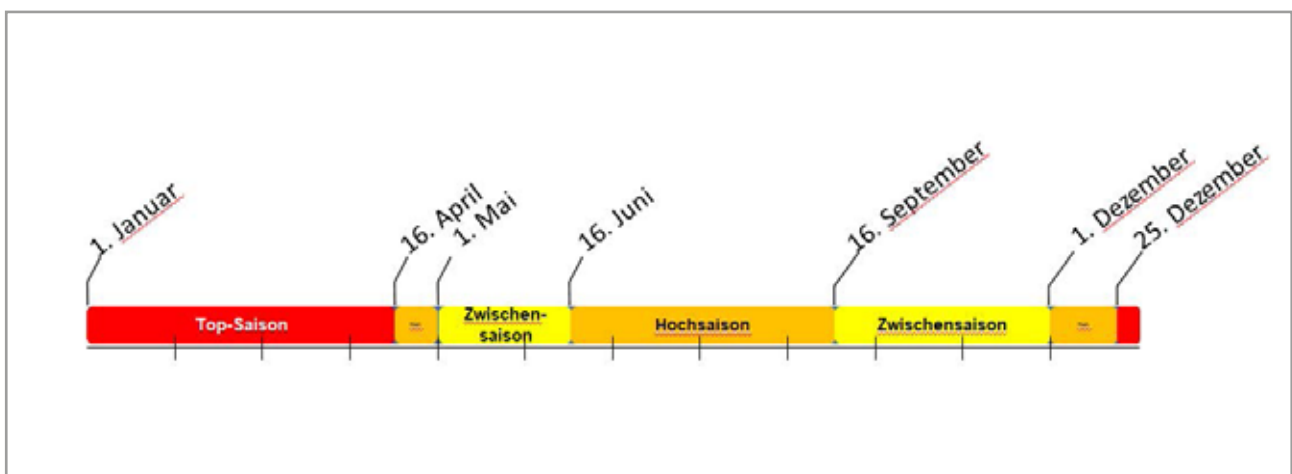 1. Januar
16. April
1. Mai
16. Juni
16. September
1. Dezember
25. Dezember
Top-Saison
Zwischen-
saison
Hochsaison
Zwischensaison